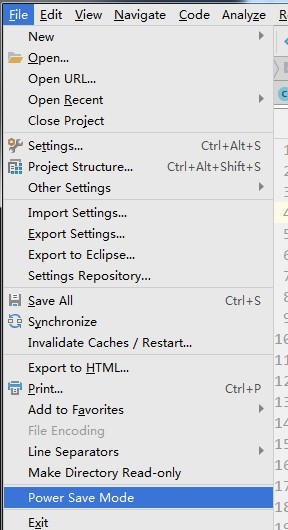 File Edit View Navigate Code Analyze
New
Open...
Open URL...
Open Recent
Close Project
Settings... Ctrl+Alt+S
Project Structure... Ctrl+Alt+Shift+S
Other Settings
Import Settings...
Export Settings...
Export to Eclipse...
Settings Repository...
Save All Ctrl+S
Synchronize
Invalidate Caches / Restart...
Export to HTML...
Print... Ctrl+P
Add to Favorites
File Encoding
Line Separators
Make Directory Read-only
Power Save Mode
Exit